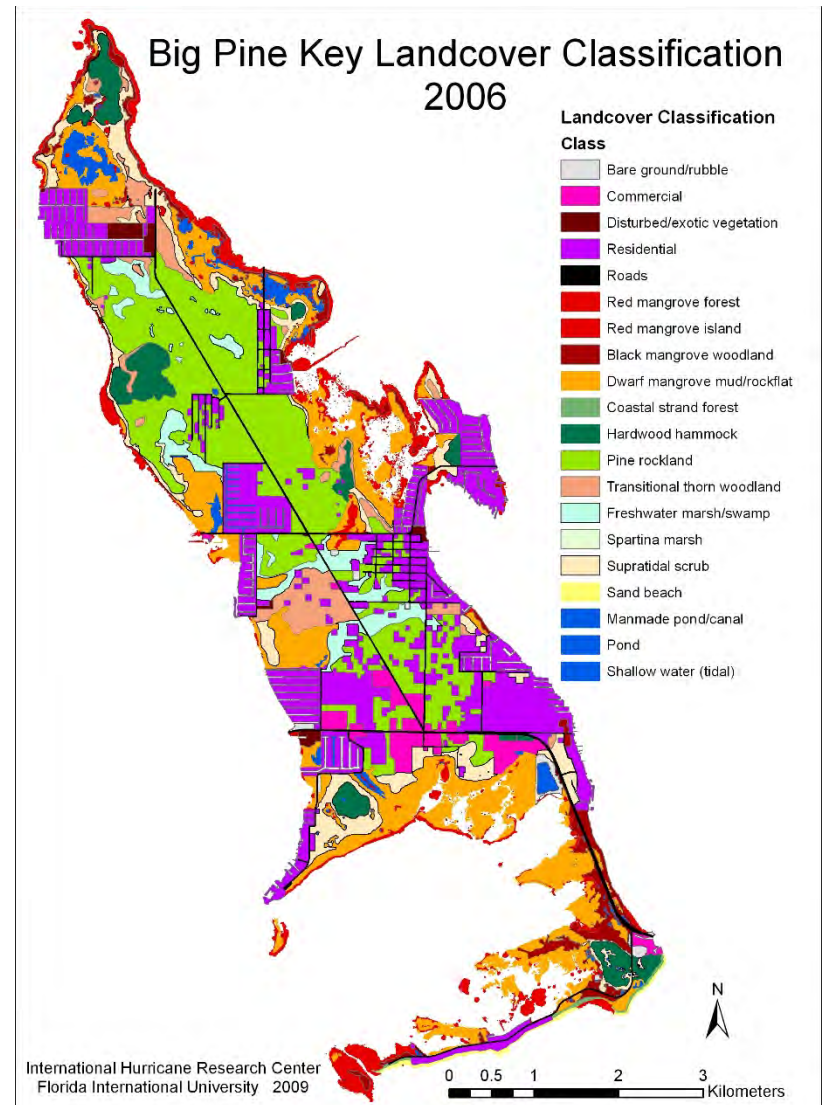 Big Pine Key Landcover Classification
2006
Landcover Classification
Class
Bare ground/rubble
Commercial
Disturbed/exotic vegetation
Residential
Roads
Red mangrove forest
Red mangrove island
Black mangrove woodland
Dwarf mangrove mud/rockflat
Coastal strand forest
Hardwood hammock
Pine rockland
Transitional thorn woodland
Freshwater marsh/swamp
Spartina marsh
Supratidal scrub
Sand beach
Manmade pond/canal
Pond
Shallow water (tidal)
N
International Hurricane Research Center
Florida International University 2009
0 0.5 1 2 3
Kilometers